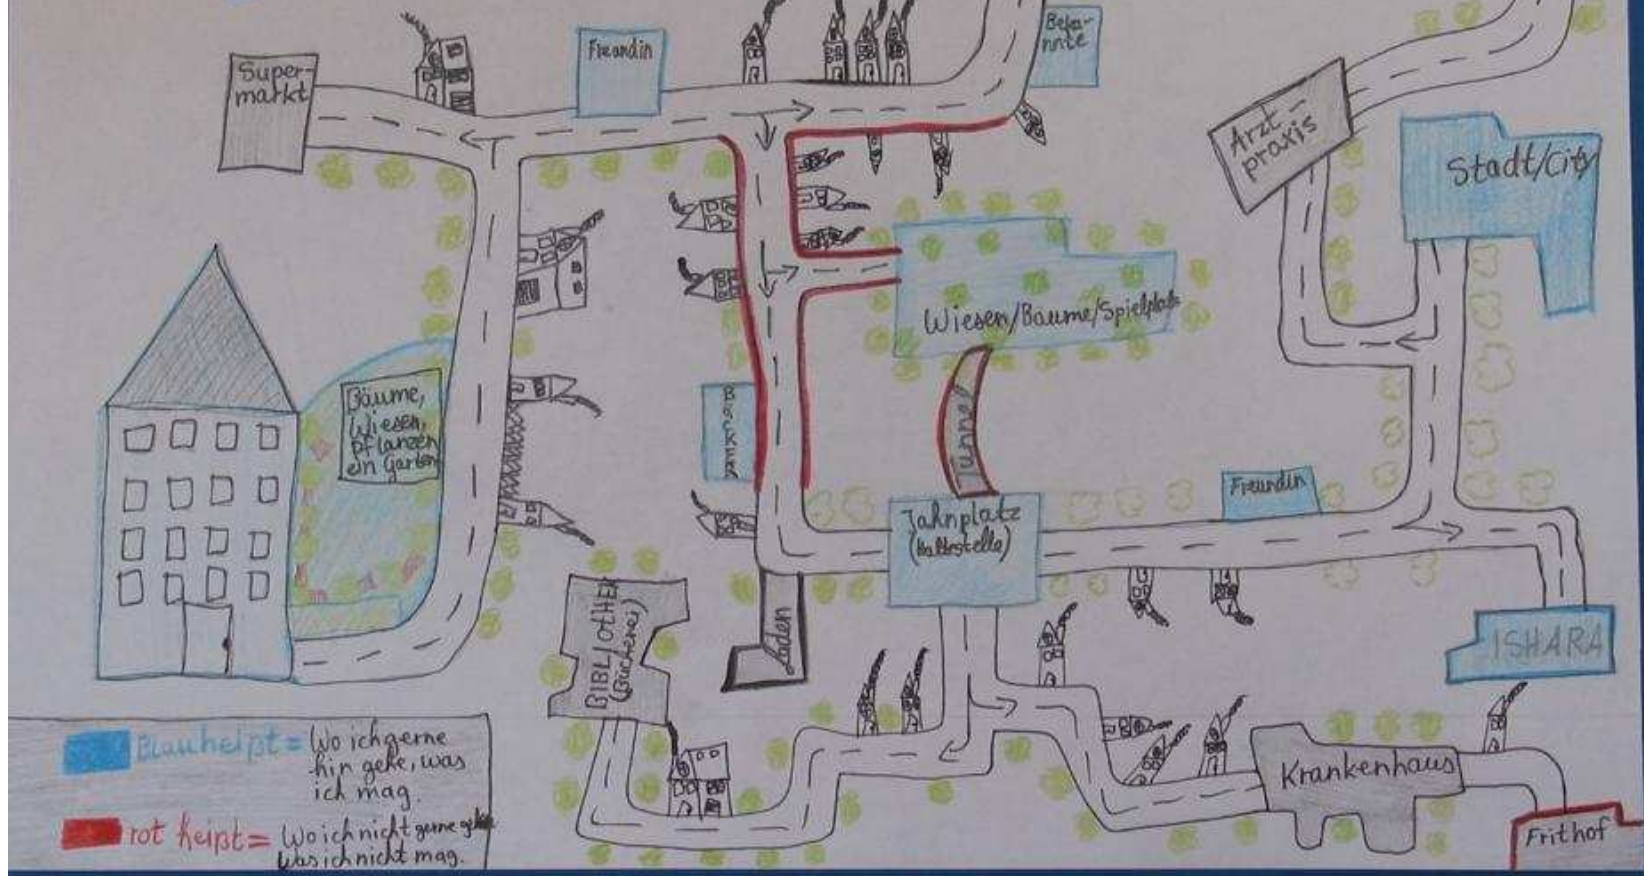 Super-
markt
Freundin
Beka-
nnte
Arzt
praxis
Stadt/City
Wiesen/Bäume/Spielplatz
Bäume,
Wiesen,
pflanzen
ein Garten
BÄCKER
Tunnel
Freundin
Jahnplatz
(Haltestelle)
BIBLIOTHEK
(Bücherei)
Laden
ISHARA
Krankenhaus
Frithof
Blau heißt = Wo ich gerne
hin gehe, was
ich mag.
rot heißt = Wo ich nicht gerne gehe
Was ich nicht mag.